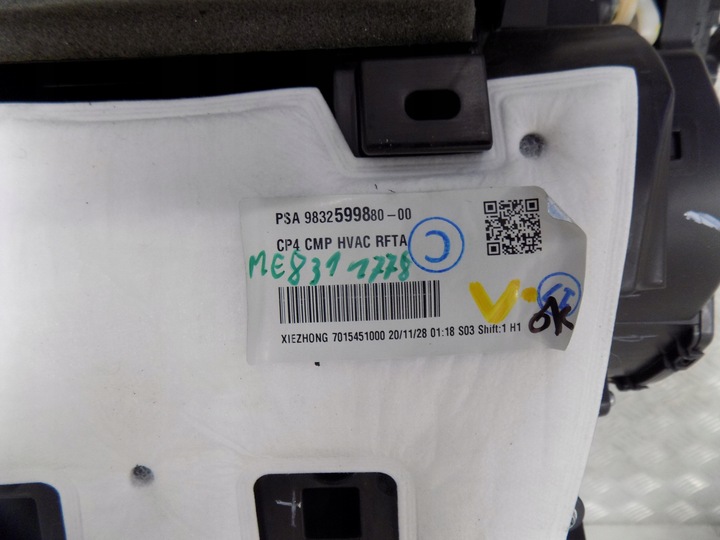 PSA 9832599880-00
CP4 CMP HVAC RFTA
C
ME831 1778
V
OK
XIEZHONG 7015451000 20/11/28 01:18 S03 Shift:1 H1